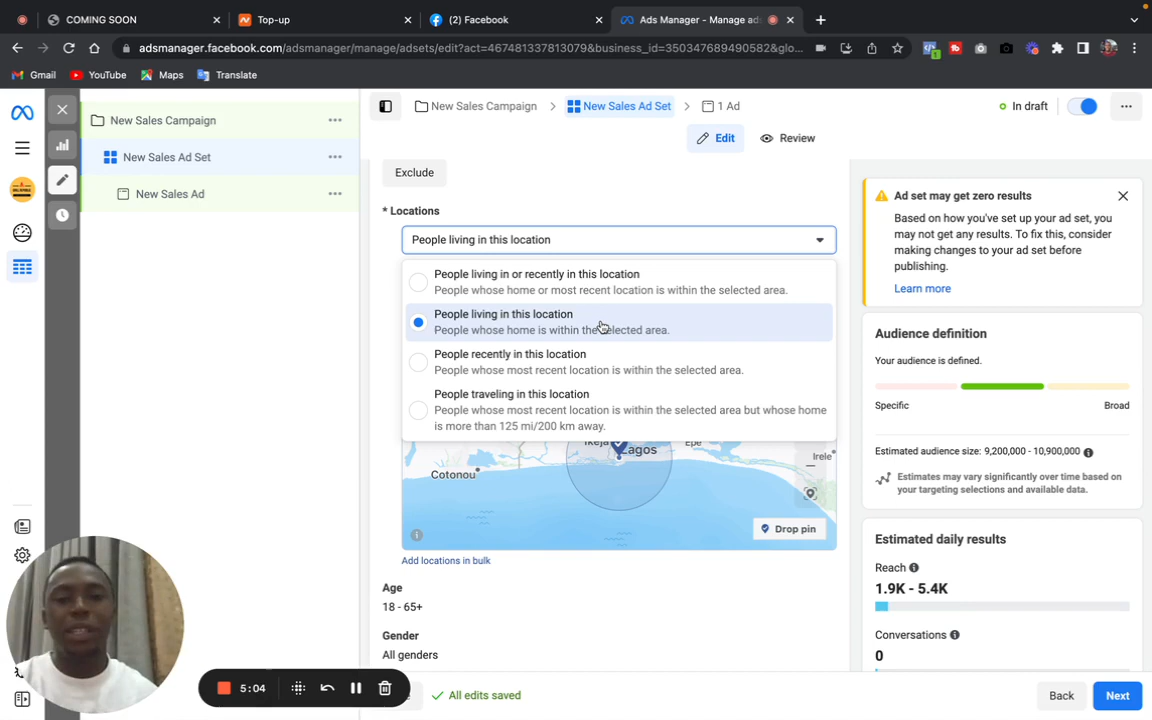 COMING SOON
Top-up
(2) Facebook
Ads Manager - Manage ads
adsmanager.facebook.com/adsmanager/manage/adsets/edit?act=467481337813079&business_id=350347689490582&glo...
Gmail
YouTube
Maps
Translate
New Sales Campaign
New Sales Ad Set
New Sales Ad
New Sales Campaign
New Sales Ad Set
1 Ad
In draft
Edit
Review
Exclude
* Locations
People living in this location
People living in or recently in this location
People whose home or most recent location is within the selected area.
People living in this location
People whose home is within the selected area.
People recently in this location
People whose most recent location is within the selected area.
People traveling in this location
People whose most recent location is within the selected area but whose home
is more than 125 mi/200 km away.
Ikeja
Lagos
Epe
Irele
Cotonou
Drop pin
Add locations in bulk
Age
18 - 65+
Gender
All genders
Ad set may get zero results
Based on how you've set up your ad set, you
may not get any results. To fix this, consider
making changes to your ad set before
publishing.
Learn more
Audience definition
Your audience is defined.
Specific
Broad
Estimated audience size: 9,200,000 - 10,900,000
Estimates may vary significantly over time based on
your targeting selections and available data.
Estimated daily results
Reach
1.9K - 5.4K
Conversations
0
5:04
All edits saved
Back
Next